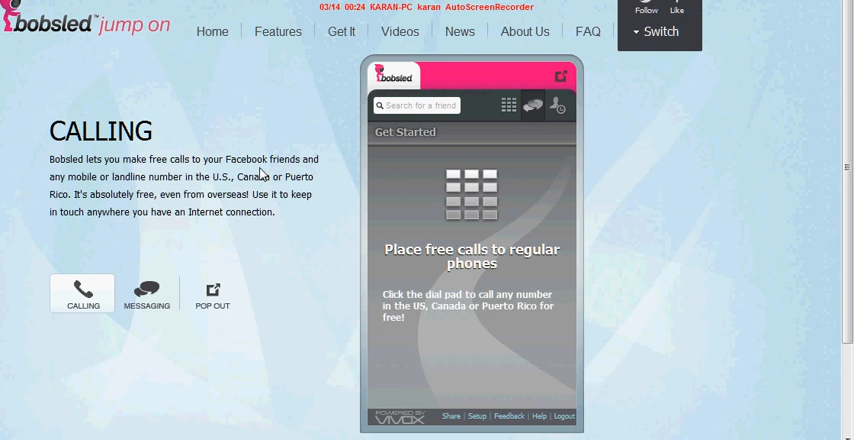 03/14 00:24 KARAN-PC karan AutoScreenRecorder
bobsled™ jump on
Home Features Get It Videos News About Us FAQ
Follow Like
Switch
bobsled
Search for a friend
Get Started
CALLING
Bobsled lets you make free calls to your Facebook friends and
any mobile or landline number in the U.S., Canada or Puerto
Rico. It's absolutely free, even from overseas! Use it to keep
in touch anywhere you have an Internet connection.
CALLING MESSAGING POP OUT
Place free calls to regular
phones
Click the dial pad to call any number
in the US, Canada or Puerto Rico for
free!
POWERED BY
VIVOX
Share | Setup | Feedback | Help | Logout